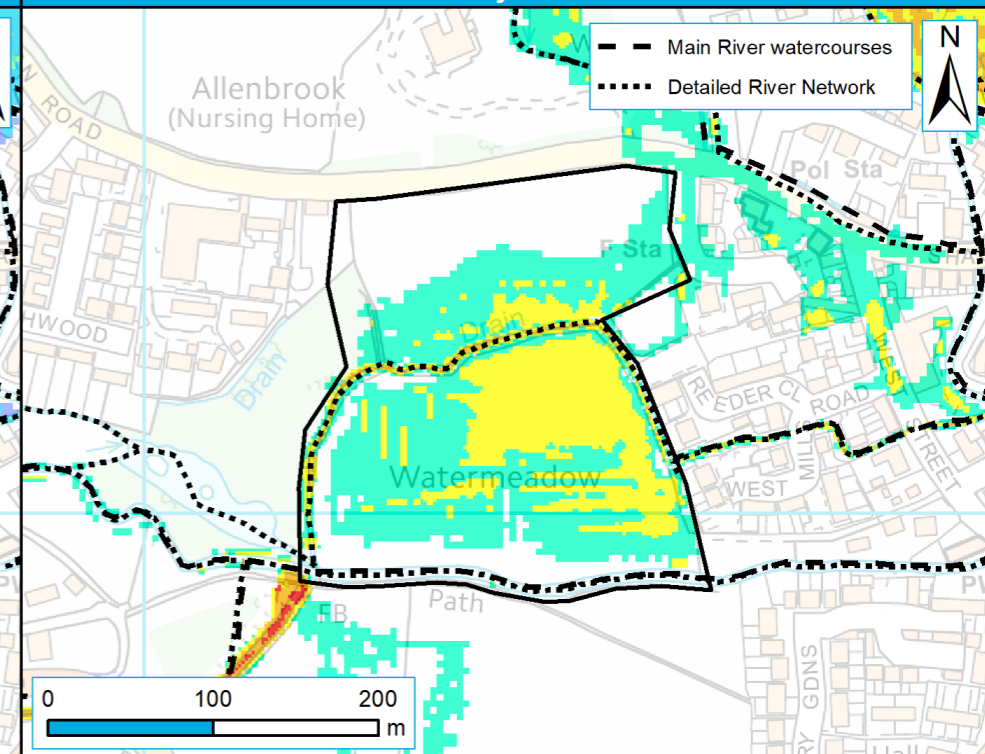 Main River watercourses
Detailed River Network
N
N ROAD
Allenbrook
(Nursing Home)
Pol Sta
F Sta
HWOOD
Drain
Drain
WEST
EDER CL
MILL
ROAD
Watermeadow
WEST
STREET
FB
Path
GDNS
0 100 200
m